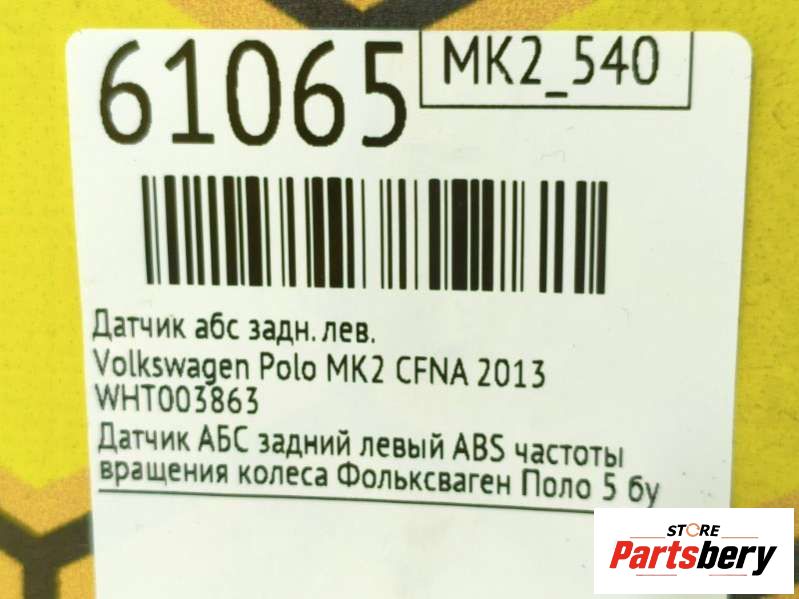 61065
MK2_540
Датчик абс задн. лев.
Volkswagen Polo MK2 CFNA 2013
WHT003863
Датчик АБС задний левый ABS частоты
вращения колеса Фольксваген Поло 5 бу
STORE
Partsbery